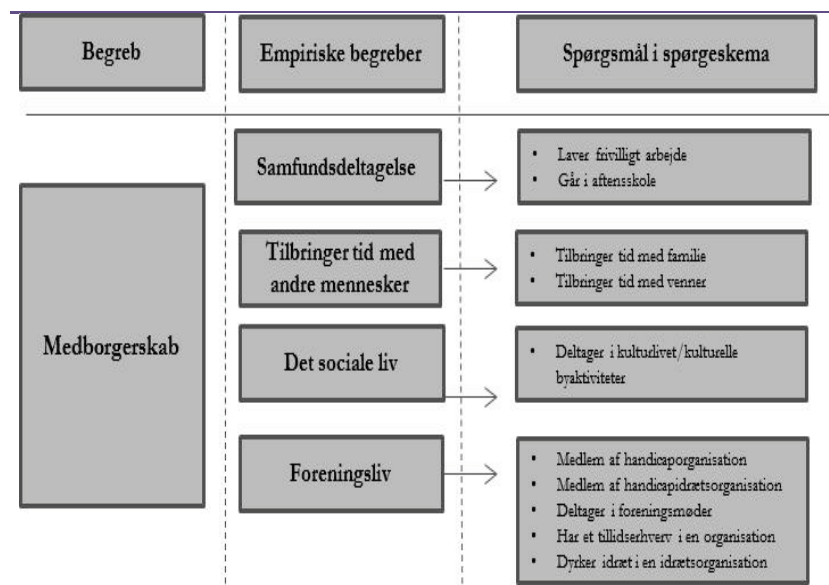 Begreb
Empiriske begreber
Spørgsmål i spørgeskema
Medborgerskab
Samfundsdeltagelse
▪ Laver frivilligt arbejde
▪ Går i aftensskole
Tilbringer tid med
andre mennesker
▪ Tilbringer tid med familie
▪ Tilbringer tid med venner
Det sociale liv
▪ Deltager i kulturlivet/kulturelle
byaktiviteter
Foreningsliv
▪ Medlem af handicaporganisation
▪ Medlem af handicapidrætsorganisation
▪ Deltager i foreningsmøder
▪ Har et tillidserhverv i en organisation
▪ Dyrker idræt i en idrætsorganisation